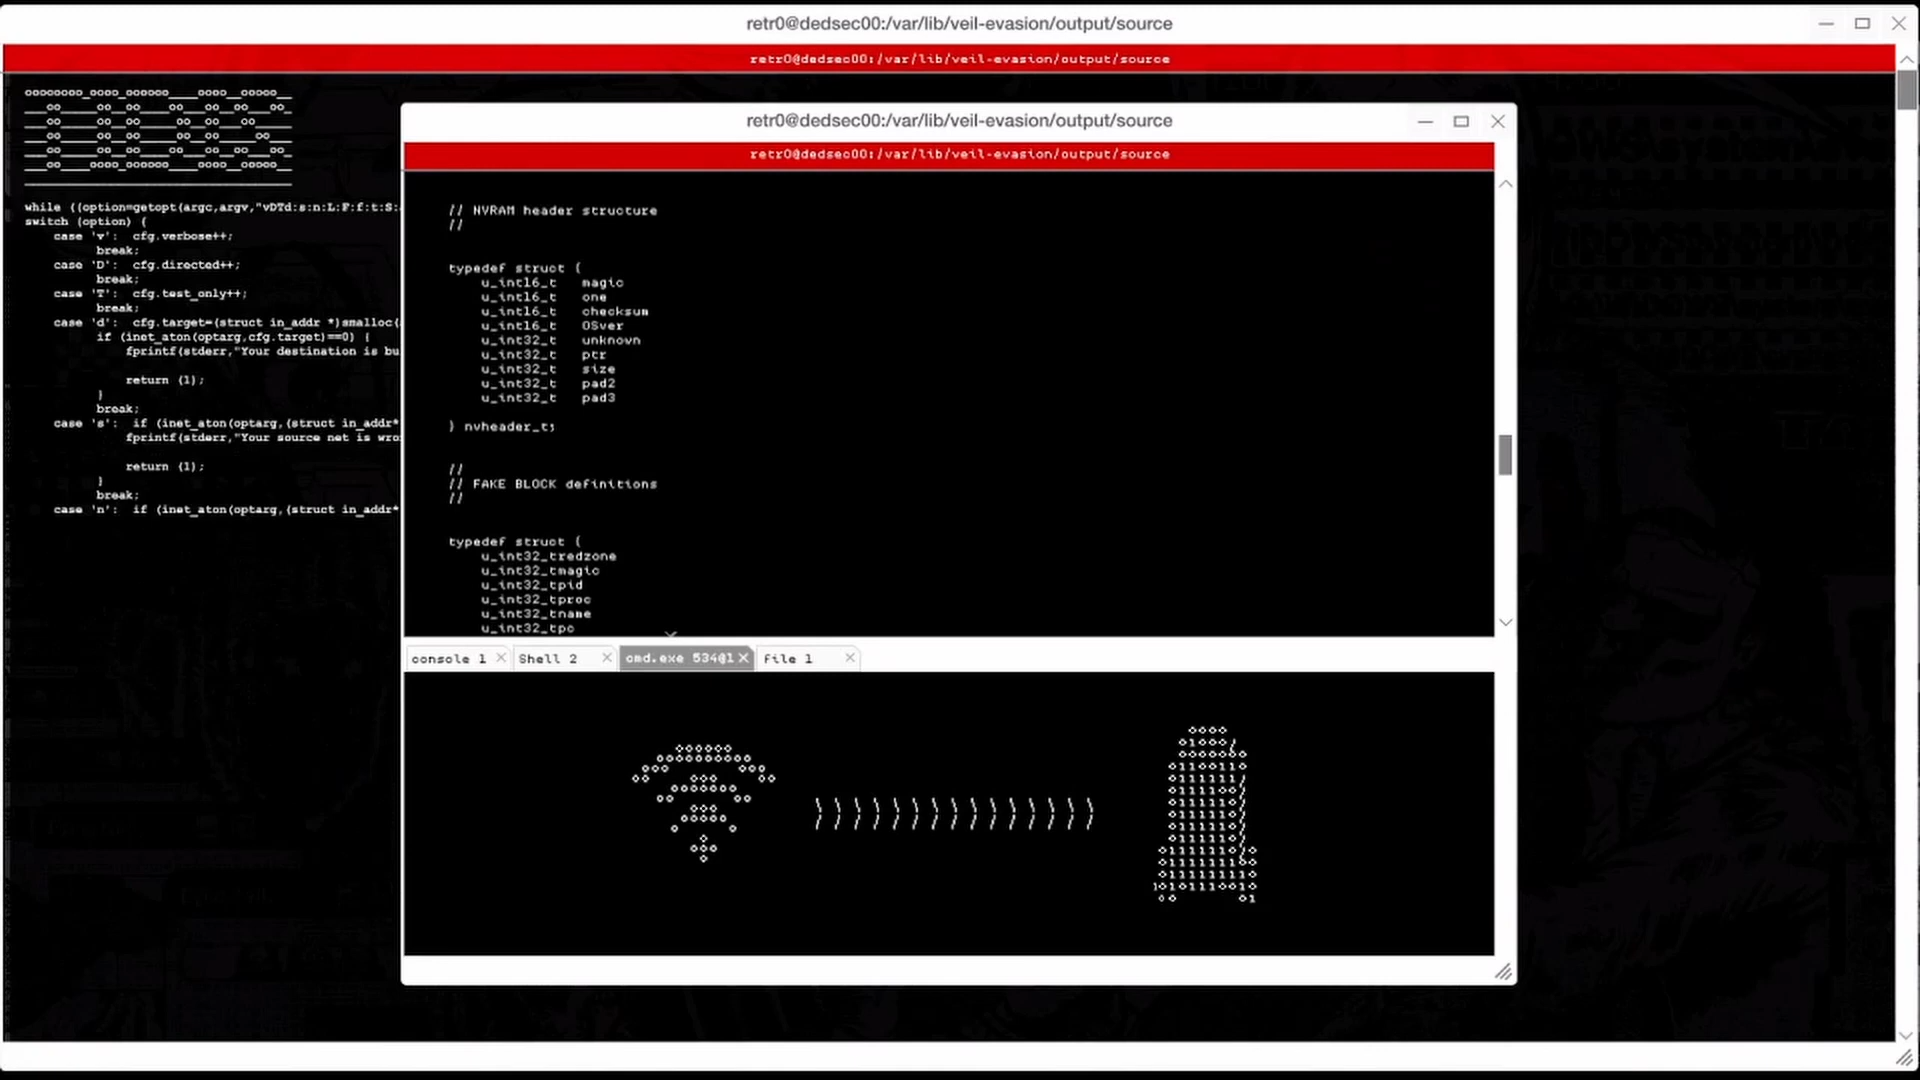 retr0@dedsec00:/var/lib/veil-evasion/output/source
retr0@dedsec00:/var/lib/veil-evasion/output/source
while ((option=getopt(argc,argv,"vDTd:s:n:L:F:f:t:S:
switch (option) {
case 'v': cfg.verbose++;
break;
case 'D': cfg.directed++;
break;
case 'T': cfg.test_only++;
break;
case 'd': cfg.target=(struct in_addr *)smalloc(
if (inet_aton(optarg,cfg.target)==0) {
fprintf(stderr,"Your destination is bu
return (1);
}
break;
case 's': if (inet_aton(optarg,(struct in_addr*
fprintf(stderr,"Your source net is wro
return (1);
}
break;
case 'n': if (inet_aton(optarg,(struct in_addr*
retr0@dedsec00:/var/lib/veil-evasion/output/source
retr0@dedsec00:/var/lib/veil-evasion/output/source
// NVRAM header structure
//
typedef struct {
u_int16_t magic
u_int16_t one
u_int16_t checksum
u_int16_t OSver
u_int32_t unknown
u_int32_t ptr
u_int32_t size
u_int32_t pad2
u_int32_t pad3
} nvheader_t;
//
// FAKE BLOCK definitions
//
typedef struct {
u_int32_tredzone
u_int32_tmagic
u_int32_tpid
u_int32_tproc
u_int32_tname
u_int32_tpc
console 1
Shell 2
cmd.exe 534@1
File 1